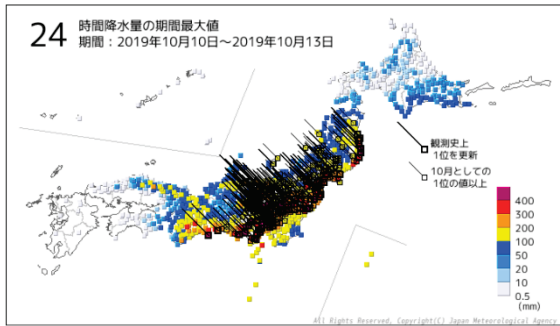 24 時間降水量の期間最大値
期間：2019年10月10日～2019年10月13日
観測史上
1位を更新
10月としての
1位の値以上
400
300
200
100
50
20
10
0.5
(mm)
All Rights Reserved, Copyright(C) Japan Meteorological Agency